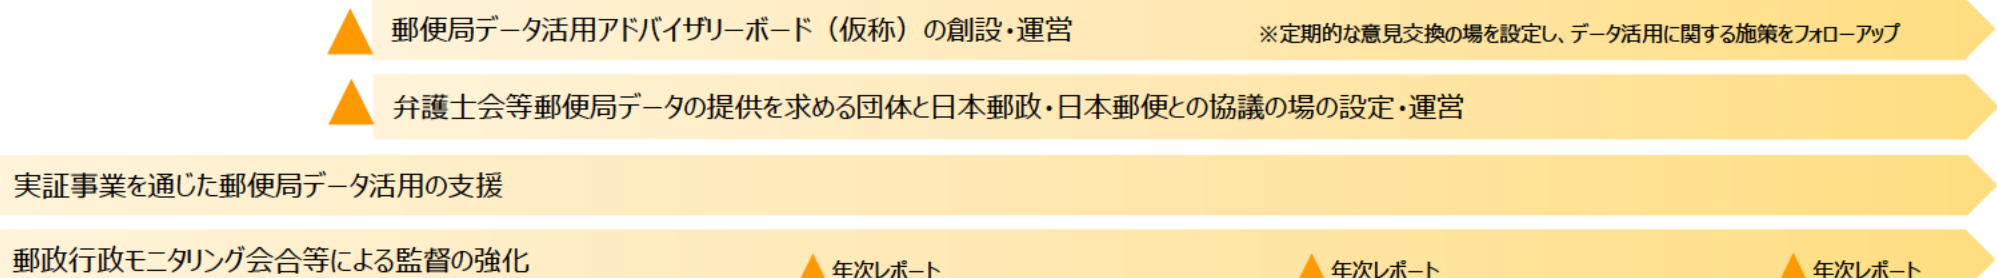 郵便局データ活用アドバイザリーボード（仮称）の創設・運営 ※定期的な意見交換の場を設定し、データ活用に関する施策をフォローアップ
弁護士会等郵便局データの提供を求める団体と日本郵政・日本郵便との協議の場の設定・運営
実証事業を通じた郵便局データ活用の支援
郵政行政モニタリング会合等による監督の強化 年次レポート 年次レポート 年次レポート